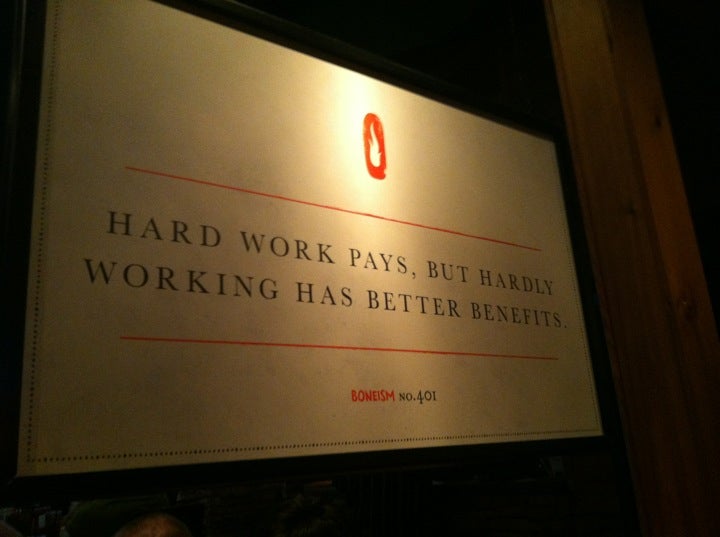 HARD WORK PAYS, BUT HARDLY
WORKING HAS BETTER BENEFITS.
BONEISM NO.401